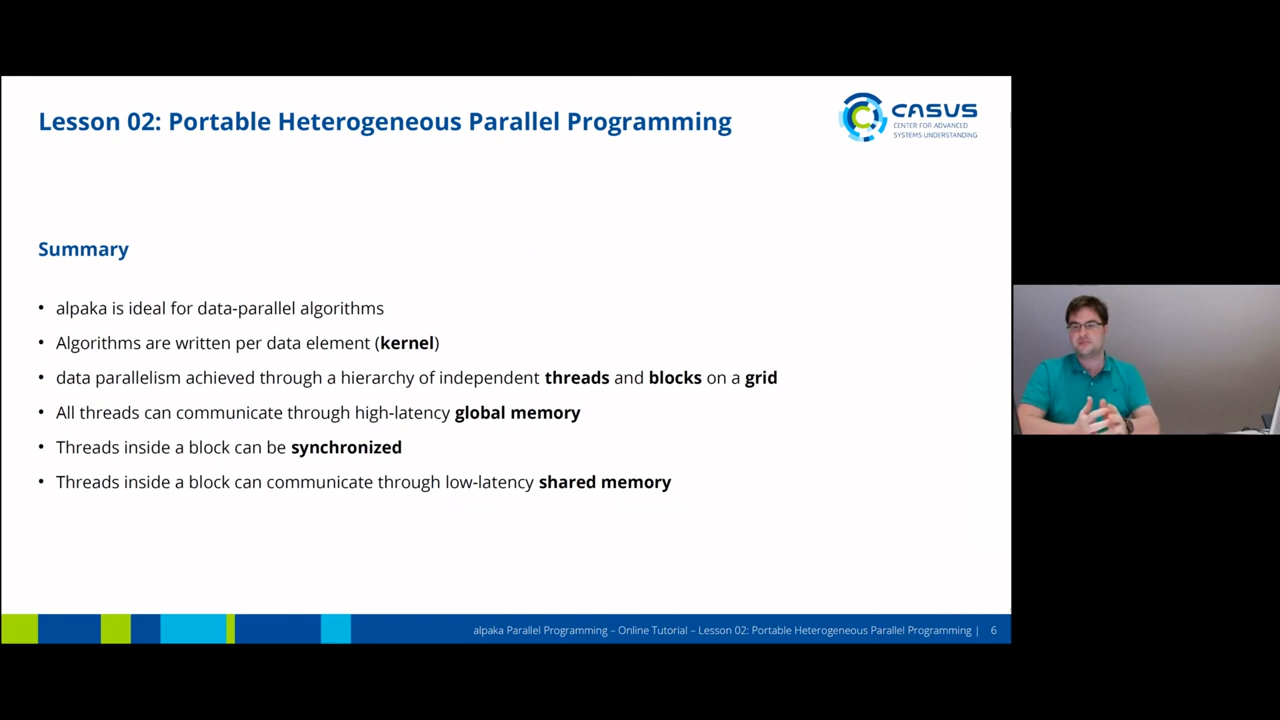 Lesson 02: Portable Heterogeneous Parallel Programming
CASUS
CENTER FOR ADVANCED
SYSTEMS UNDERSTANDING
Summary
• alpaka is ideal for data-parallel algorithms
• Algorithms are written per data element (kernel)
• data parallelism achieved through a hierarchy of independent threads and blocks on a grid
• All threads can communicate through high-latency global memory
• Threads inside a block can be synchronized
• Threads inside a block can communicate through low-latency shared memory
alpaka Parallel Programming – Online Tutorial – Lesson 02: Portable Heterogeneous Parallel Programming | 6